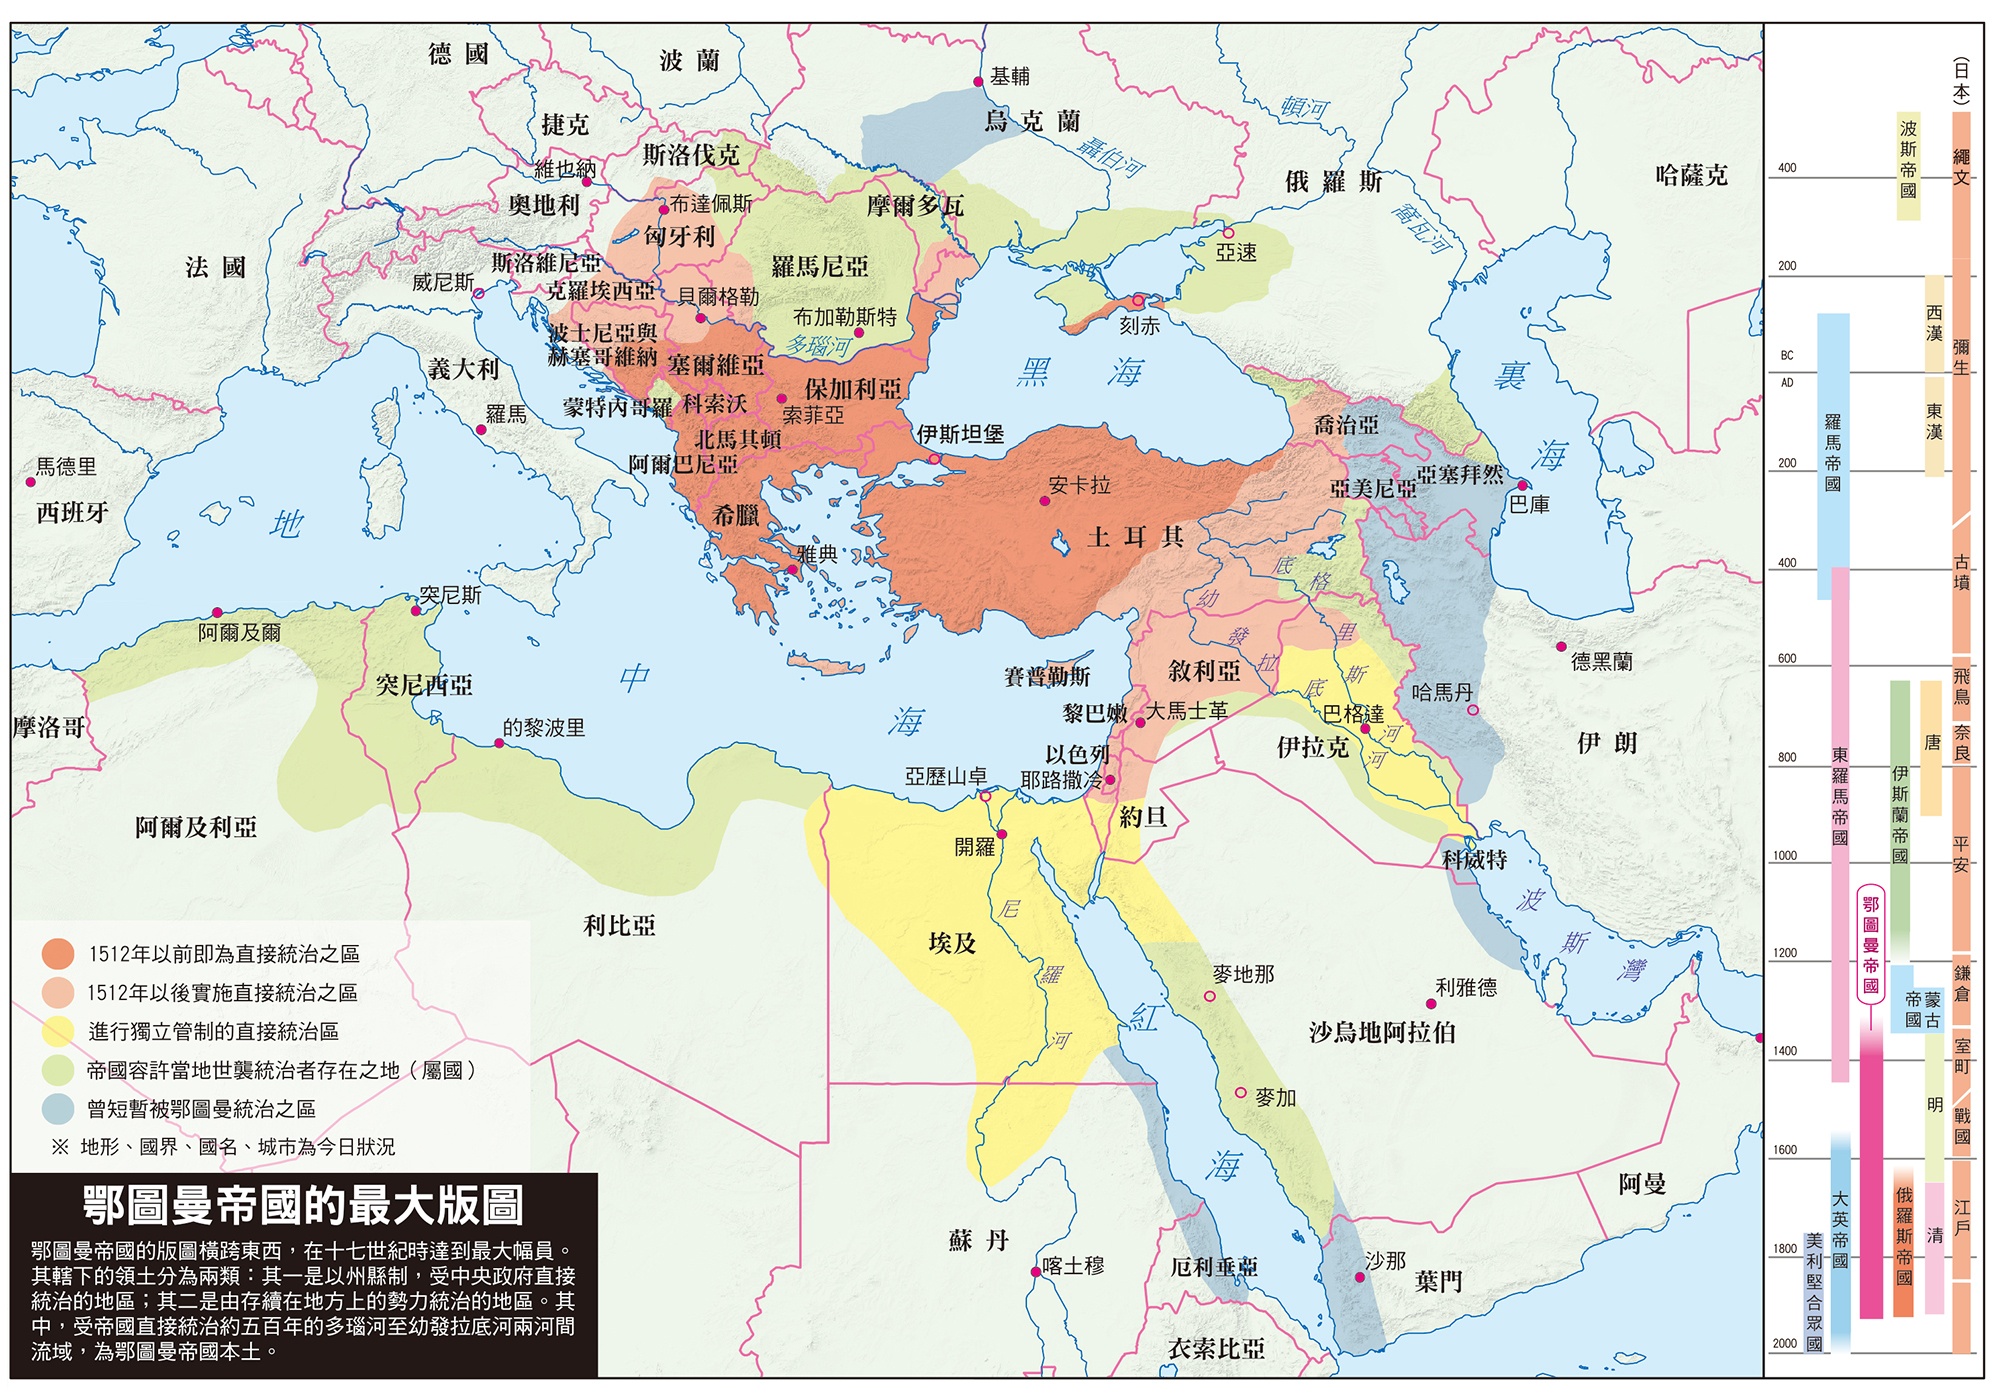 德國
波蘭
基輔
烏克蘭
頓河
捷克
聶伯河
斯洛伐克
維也納
俄羅斯
哈薩克
奧地利
布達佩斯
摩爾多瓦
窩瓦河
匈牙利
亞速
法國
斯洛維尼亞
羅馬尼亞
威尼斯
克羅埃西亞
貝爾格勒
布加勒斯特
刻赤
波士尼亞與
赫塞哥維納
多瑙河
塞爾維亞
義大利
黑海
裏海
保加利亞
蒙特內哥羅
科索沃
索菲亞
羅馬
喬治亞
北馬其頓
伊斯坦堡
阿爾巴尼亞
馬德里
亞塞拜然
亞美尼亞
安卡拉
巴庫
西班牙
希臘
土耳其
地中海
雅典
底格里斯河
幼發拉底河
突尼斯
阿爾及爾
德黑蘭
賽普勒斯
敘利亞
突尼西亞
哈馬丹
黎巴嫩
大馬士革
巴格達
摩洛哥
的黎波里
伊拉克
伊朗
以色列
亞歷山卓
耶路撒冷
約旦
阿爾及利亞
開羅
科威特
波斯灣
利比亞
尼羅河
埃及
麥地那
利雅德
紅海
沙烏地阿拉伯
麥加
阿曼
蘇丹
喀土穆
厄利垂亞
沙那
葉門
衣索比亞
1512年以前即為直接統治之區
1512年以後實施直接統治之區
進行獨立管制的直接統治區
帝國容許當地世襲統治者存在之地（屬國）
曾短暫被鄂圖曼統治之區
※ 地形、國界、國名、城市為今日狀況
鄂圖曼帝國的最大版圖
鄂圖曼帝國的版圖橫跨東西，在十七世紀時達到最大幅員。
其轄下的領土分為兩類：其一是以州縣制，受中央政府直接
統治的地區；其二是由存續在地方上的勢力統治的地區。其
中，受帝國直接統治約五百年的多瑙河至幼發拉底河兩河間
流域，為鄂圖曼帝國本土。
（日本）
400
200
BC
AD
200
400
600
800
1000
1200
1400
1600
1800
2000
羅馬帝國
東羅馬帝國
大英帝國
美利堅合眾國
鄂圖曼帝國
波斯帝國
伊斯蘭帝國
蒙古
帝國
俄羅斯帝國
西漢
東漢
唐
明
清
繩文
彌生
古墳
飛鳥
奈良
平安
鎌倉
室町
戰國
江戶